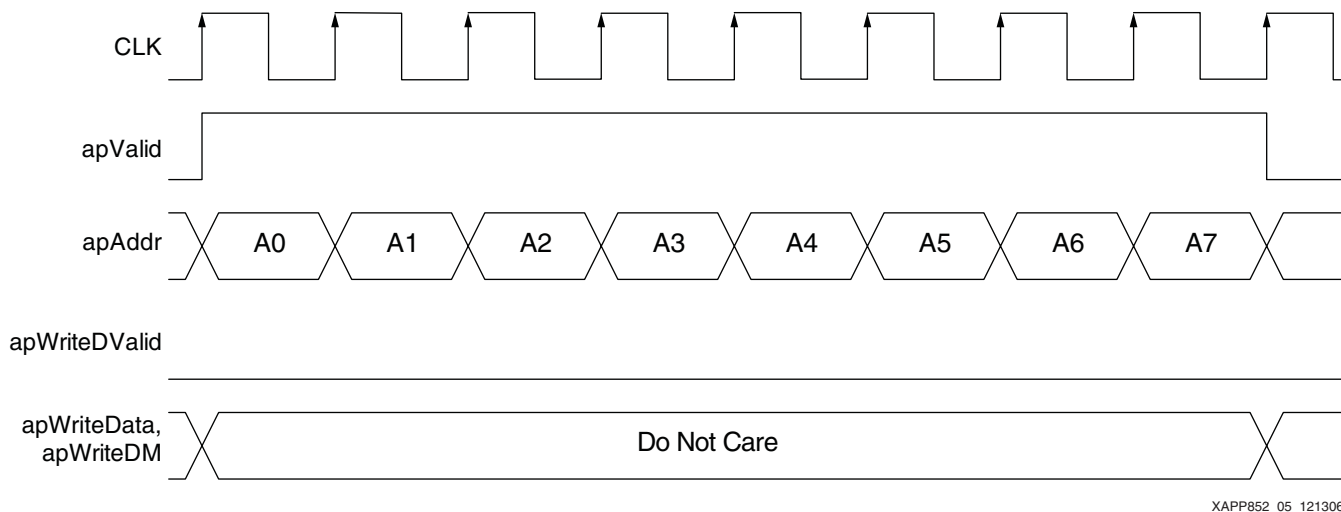 CLK
apValid
apAddr
A0 A1 A2 A3 A4 A5 A6 A7
apWriteDValid
apWriteData,
apWriteDM
Do Not Care
XAPP852_05_121306